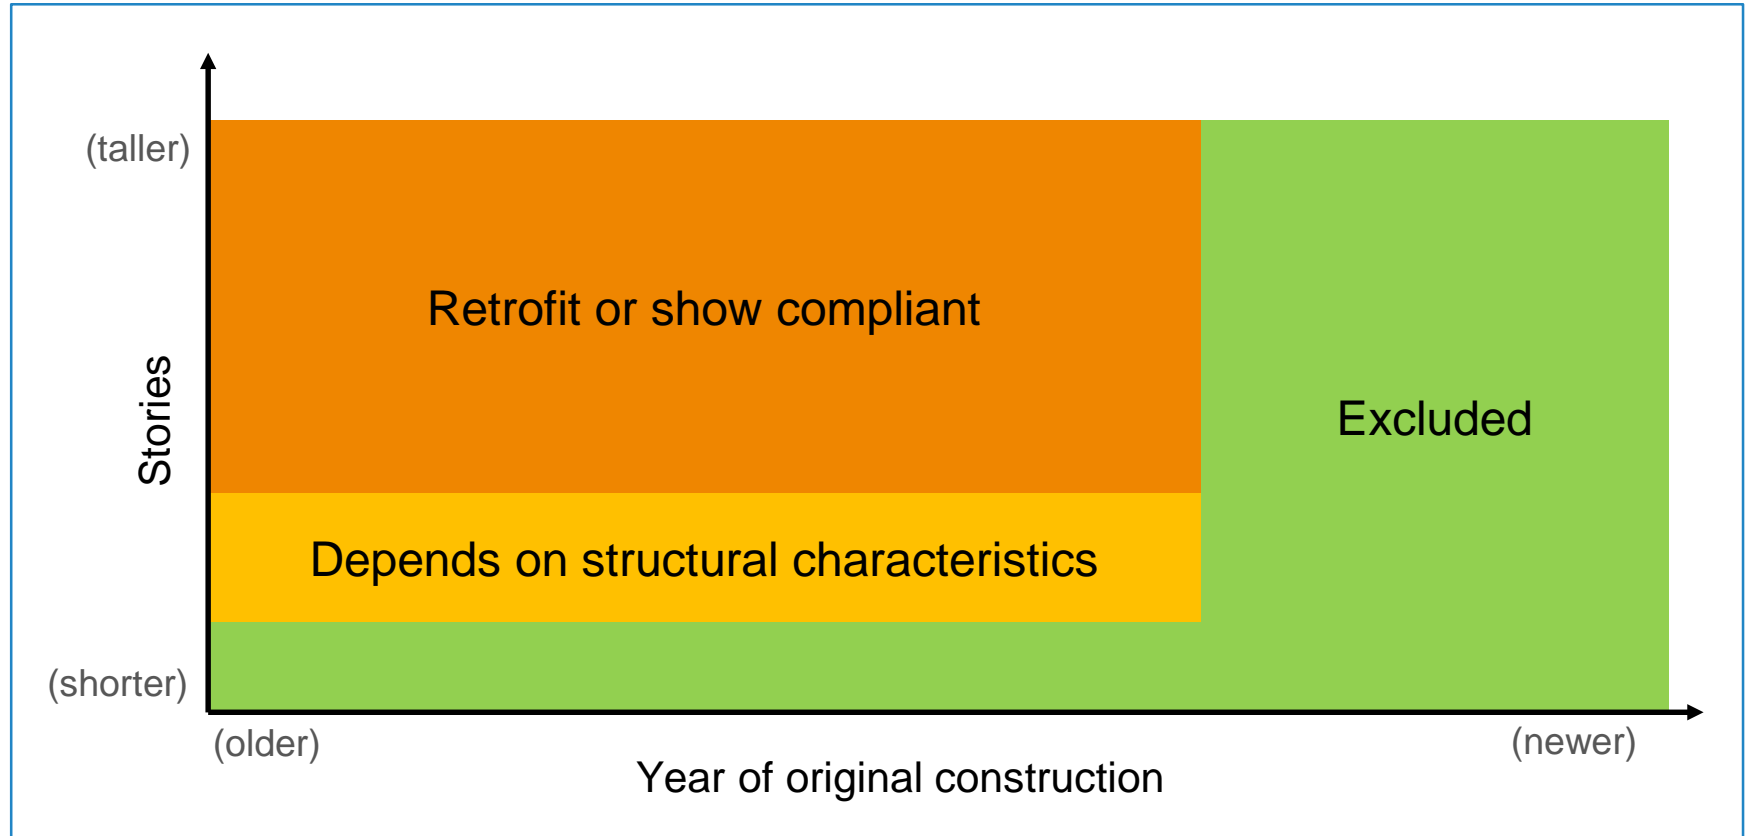 (taller)
Retrofit or show compliant
Stories
Excluded
Depends on structural characteristics
(shorter)
(older)
(newer)
Year of original construction